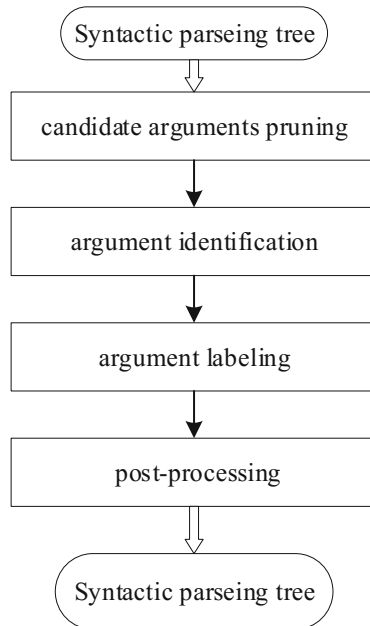 Syntactic parseing tree
candidate arguments pruning
argument identification
argument labeling
post-processing
Syntactic parseing tree